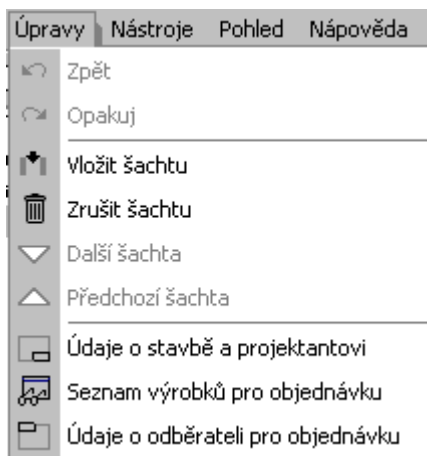 Úpravy Nástroje Pohled Nápověda
Zpět
Opakuj
Vložit šachtu
Zrušit šachtu
Další šachta
Předchozí šachta
Údaje o stavbě a projektantovi
Seznam výrobků pro objednávku
Údaje o odběrateli pro objednávku